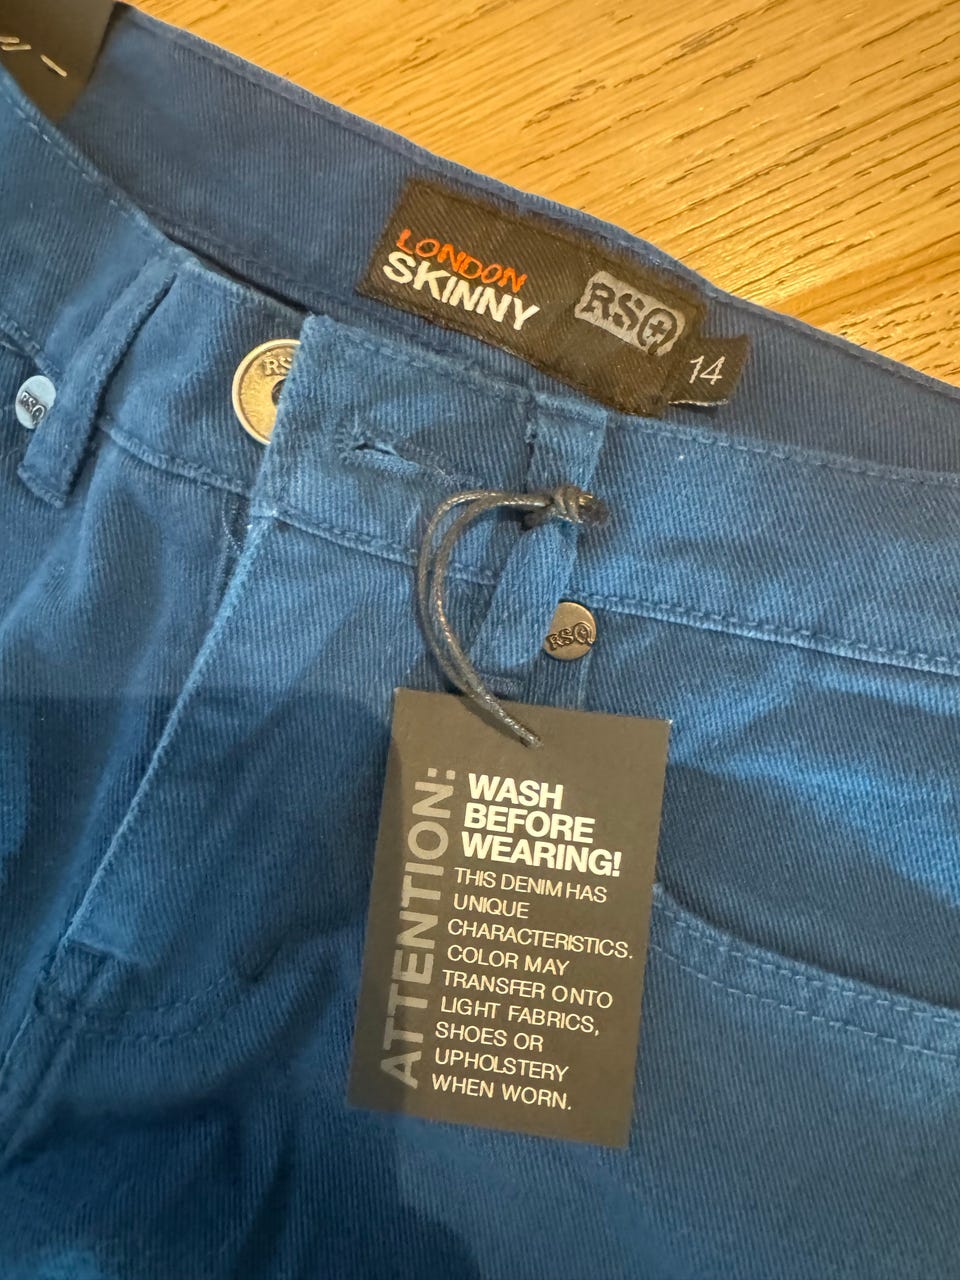 LONDON
SKINNY
RSQ
14
RSQ
RSQ
ATTENTION:
WASH
BEFORE
WEARING!
THIS DENIM HAS
UNIQUE
CHARACTERISTICS.
COLOR MAY
TRANSFER ONTO
LIGHT FABRICS,
SHOES OR
UPHOLSTERY
WHEN WORN.